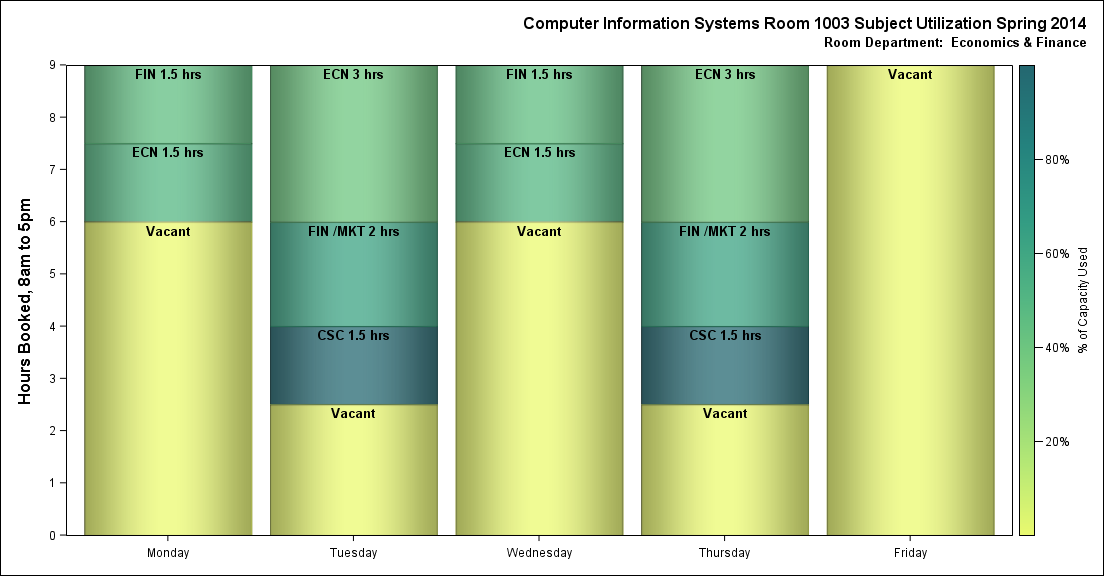 Computer Information Systems Room 1003 Subject Utilization Spring 2014
Room Department:  Economics & Finance
Hours Booked, 8am to 5pm
9
8
7
6
5
4
3
2
1
0
FIN 1.5 hrs
ECN 1.5 hrs
Vacant
ECN 3 hrs
FIN /MKT 2 hrs
CSC 1.5 hrs
Vacant
FIN 1.5 hrs
ECN 1.5 hrs
Vacant
ECN 3 hrs
FIN /MKT 2 hrs
CSC 1.5 hrs
Vacant
Vacant
Monday
Tuesday
Wednesday
Thursday
Friday
80%
60%
40%
20%
% of Capacity Used